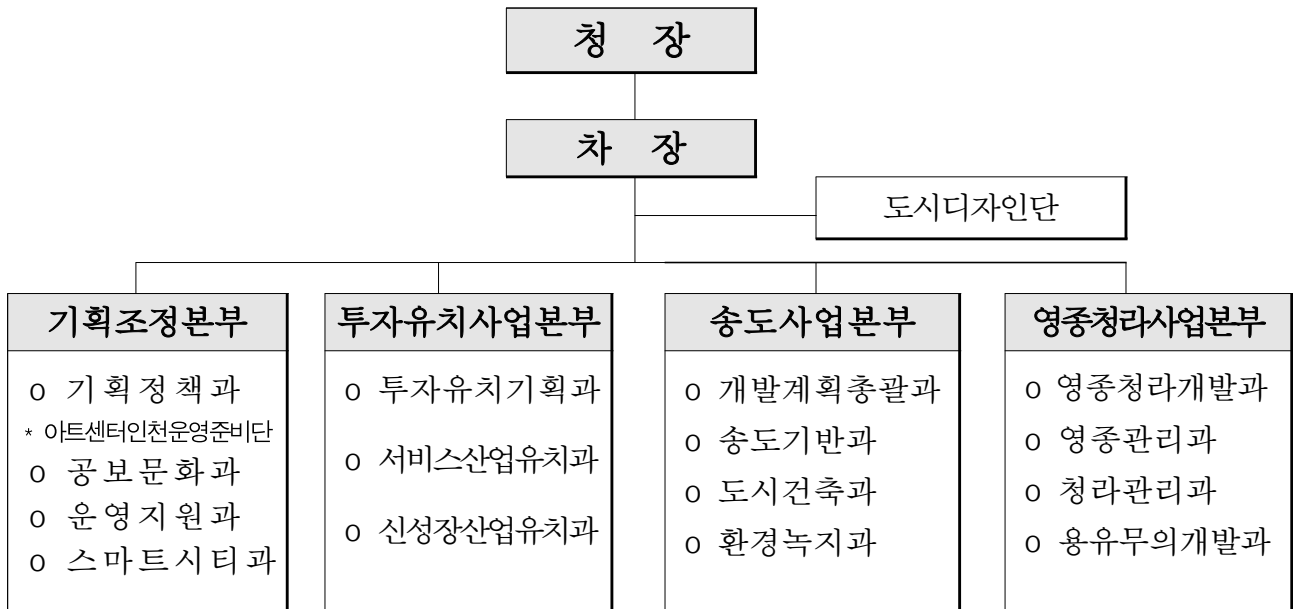 청 장
차 장
도시디자인단
기획조정본부
o 기획정책과
* 아트센터인천운영준비단
o 공보문화과
o 운영지원과
o 스마트시티과
투자유치사업본부
o 투자유치기획과
o 서비스산업유치과
o 신성장산업유치과
송도사업본부
o 개발계획총괄과
o 송도기반과
o 도시건축과
o 환경녹지과
영종청라사업본부
o 영종청라개발과
o 영종관리과
o 청라관리과
o 용유무의개발과